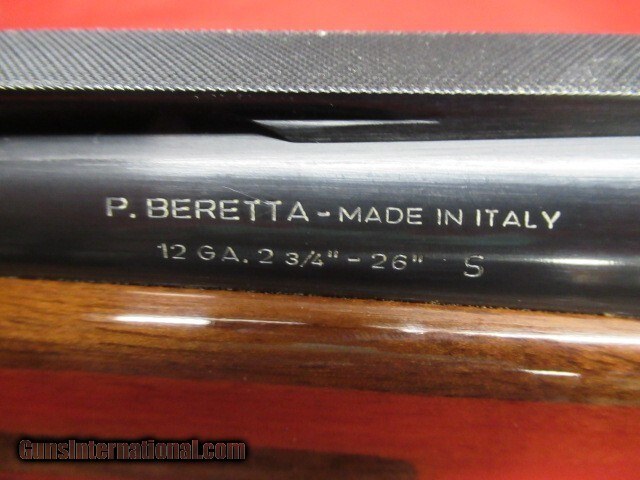 P. BERETTA - MADE IN ITALY
12 GA. 2 3/4" - 26" S
GunsInternational.com